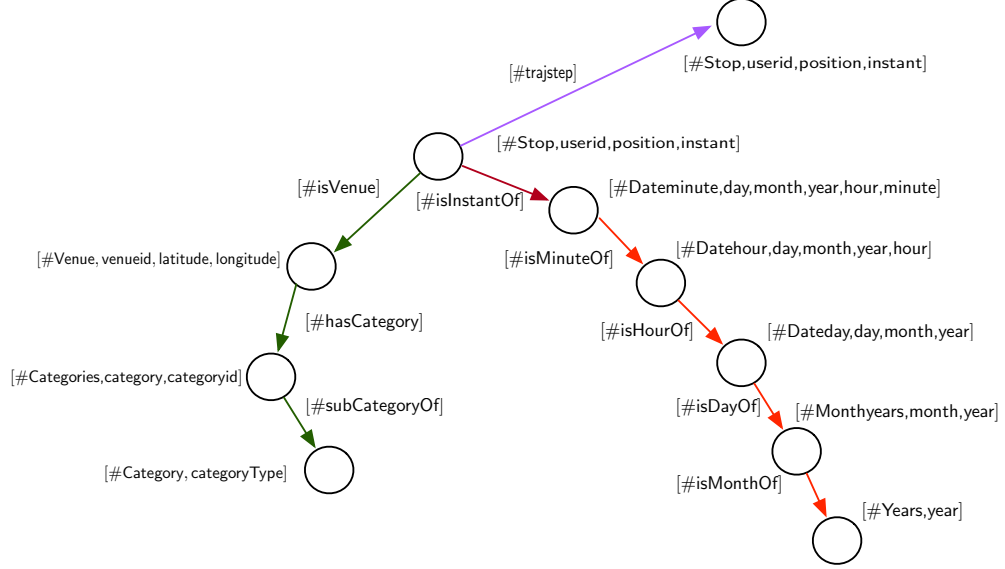 [#Stop,userid,position,instant]
[#trajstep]
[#Stop,userid,position,instant]
[#isVenue]
[#isInstantOf]
[#Dateminute,day,month,year,hour,minute]
[#Venue, venueid, latitude, longitude]
[#isMinuteOf]
[#Datehour,day,month,year,hour]
[#hasCategory]
[#isHourOf]
[#Dateday,day,month,year]
[#Categories,category,categoryid]
[#subCategoryOf]
[#isDayOf]
[#Monthyears,month,year]
[#Category, categoryType]
[#isMonthOf]
[#Years,year]